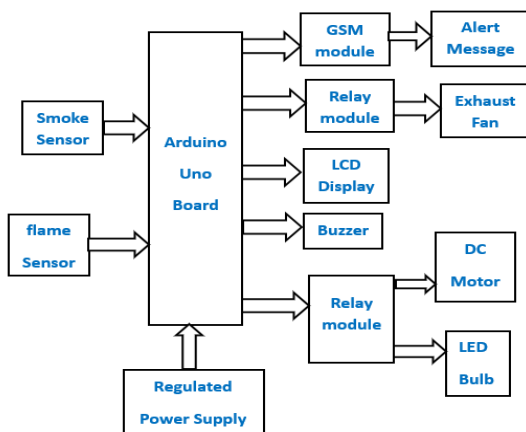 GSM
module
Alert
Message
Smoke
Sensor
Arduino
Uno
Board
Relay
module
Exhaust
Fan
LCD
Display
flame
Sensor
Buzzer
Relay
module
DC
Motor
LED
Bulb
Regulated
Power Supply